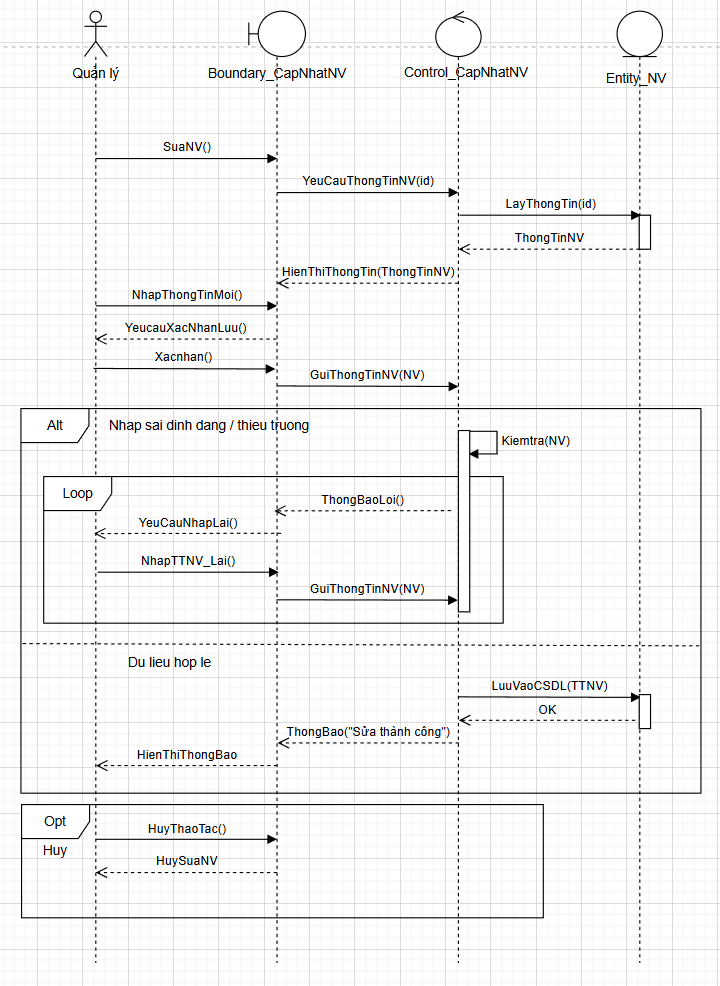 Quản lý
Boundary_CapNhatNV
Control_CapNhatNV
Entity_NV
SuaNV()
YeuCauThongTinNV(id)
LayThongTin(id)
ThongTinNV
HienThiThongTin(ThongTinNV)
NhapThongTinMoi()
YeucauXacNhanLuu()
Xacnhan()
GuiThongTinNV(NV)
Alt
Nhap sai dinh dang / thieu truong
Kiemtra(NV)
Loop
ThongBaoLoi()
YeuCauNhapLai()
NhapTTNV_Lai()
GuiThongTinNV(NV)
Du lieu hop le
LuuVaoCSDL(TTNV)
OK
ThongBao("Sửa thành công")
HienThiThongBao
Opt
HuyThaoTac()
Huy
HuySuaNV